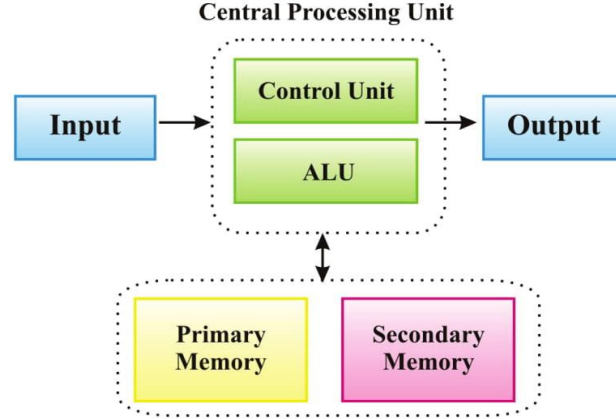 Central Processing Unit
Control Unit
Input
Output
ALU
Primary
Memory
Secondary
Memory